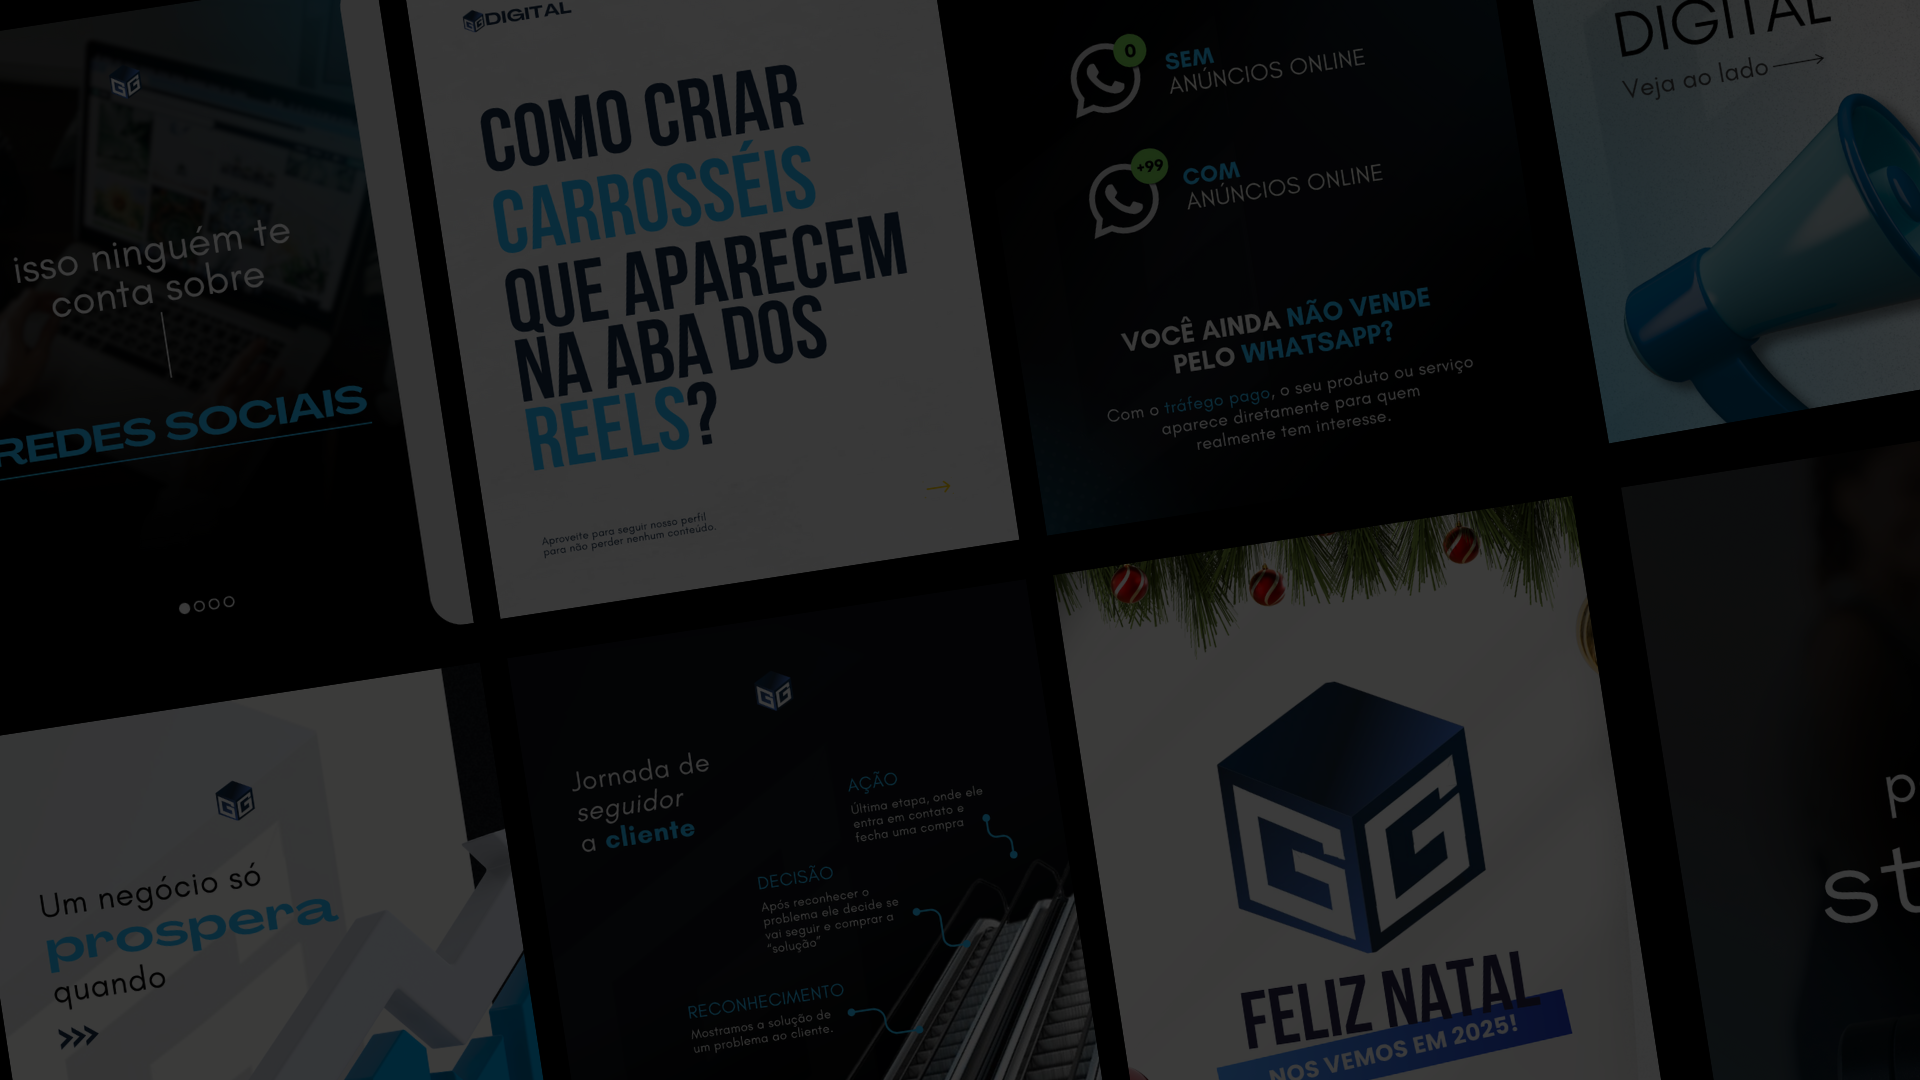 isso ninguém te
conta sobre
REDES SOCIAIS
GG DIGITAL
COMO CRIAR
CARROSSÉIS
QUE APARECEM
NA ABA DOS
REELS?
Aproveite para seguir nosso perfil
para não perder nenhum conteúdo.
0
SEM
ANÚNCIOS ONLINE
+99
COM
ANÚNCIOS ONLINE
VOCÊ AINDA NÃO VENDE
PELO WHATSAPP?
Com o tráfego pago, o seu produto ou serviço
aparece diretamente para quem
realmente tem interesse.
DIGITAL
Veja ao lado
GG
Um negócio só
prospera
quando
GG
Jornada de
seguidor
a cliente
AÇÃO
Última etapa, onde ele
entra em contato e
fecha uma compra
DECISÃO
Após reconhecer o
problema ele decide se
vai seguir e comprar a
“solução”
RECONHECIMENTO
Mostramos a solução de
um problema ao cliente.
GG
FELIZ NATAL
NOS VEMOS EM 2025!
p
st